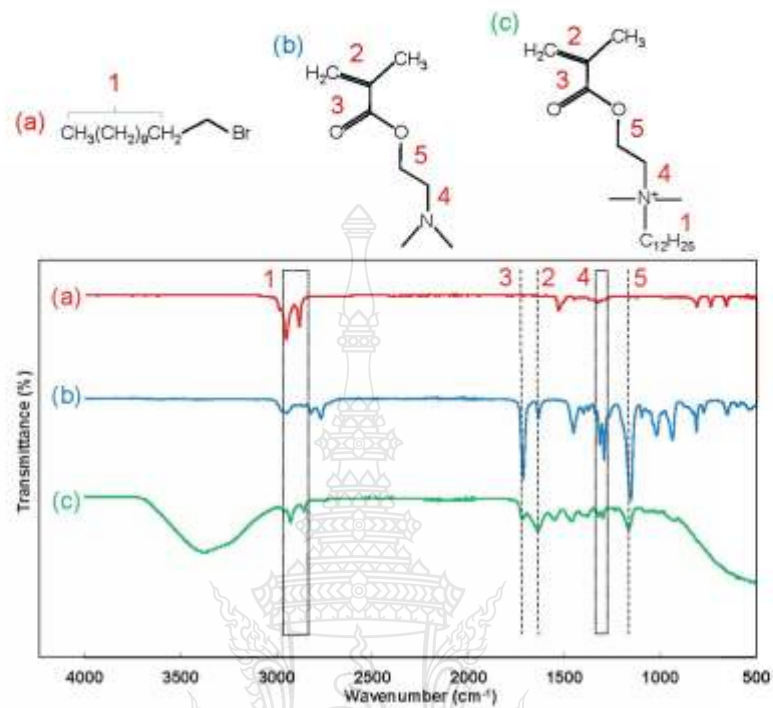 (a)
1
CH₃(CH₂)₉CH₂
Br
(b)
2
H₂C
CH₃
3
O
O
5
4
N
(c)
2
H₂C
CH₃
3
O
O
5
4
N⁺
1
C₁₂H₂₅
1
3
2
4
5
(a)
(b)
(c)
Transmittance (%)
4000 3500 3000 2500 2000 1500 1000 500
Wavenumber (cm⁻¹)